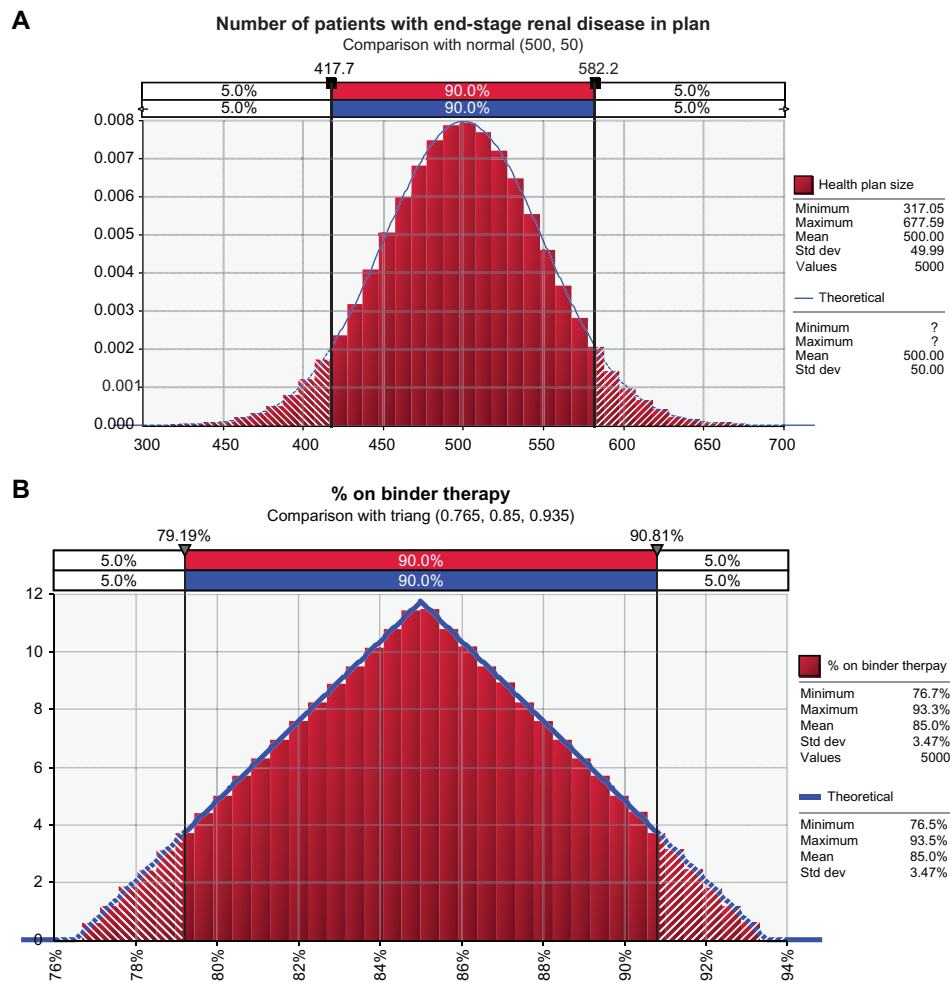 A
Number of patients with end-stage renal disease in plan
Comparison with normal (500, 50)
417.7 582.2
5.0% 90.0% 5.0%
5.0% 90.0% 5.0%
0.008
0.007
0.006
0.005
0.004
0.003
0.002
0.001
0.000
300 450 400 450 500 550 600 650 700
Health plan size
Minimum 317.05
Maximum 677.59
Mean 500.00
Std dev 49.99
Values 5000
Theoretical
Minimum ?
Maximum ?
Mean 500.00
Std dev 50.00
B
% on binder therapy
Comparison with triang (0.765, 0.85, 0.935)
79.19% 90.81%
5.0% 90.0% 5.0%
5.0% 90.0% 5.0%
12
10
8
6
4
2
0
76% 78% 80% 82% 84% 86% 88% 90% 92% 94%
% on binder therpay
Minimum 76.7%
Maximum 93.3%
Mean 85.0%
Std dev 3.47%
Values 5000
Theoretical
Minimum 76.5%
Maximum 93.5%
Mean 85.0%
Std dev 3.47%